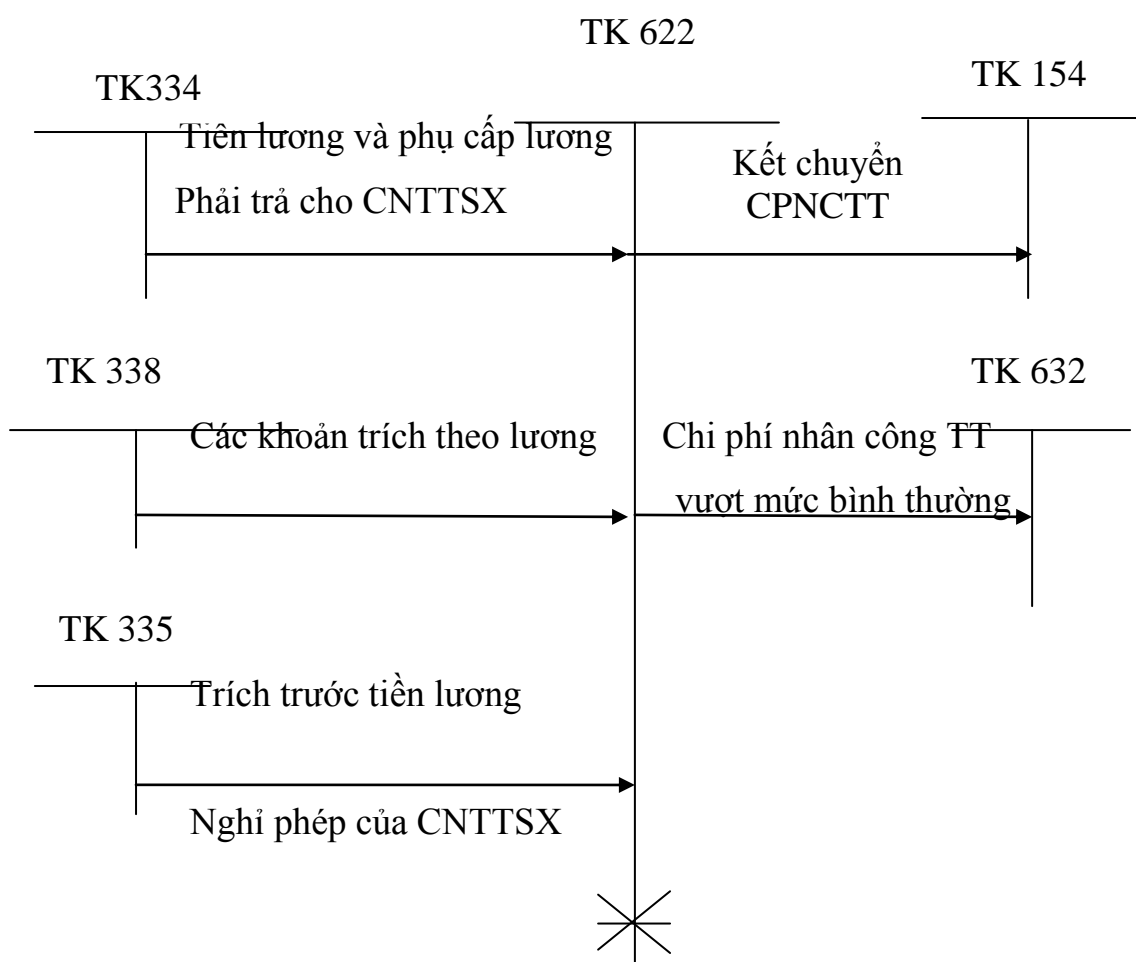 TK 622
TK334
TK 154
Tiền lương và phụ cấp lương
Phải trả cho CNTTSX
Kết chuyển
CPNCTT
TK 338
TK 632
Các khoản trích theo lương
Chi phí nhân công TT
vượt mức bình thường
TK 335
Trích trước tiền lương
Nghỉ phép của CNTTSX